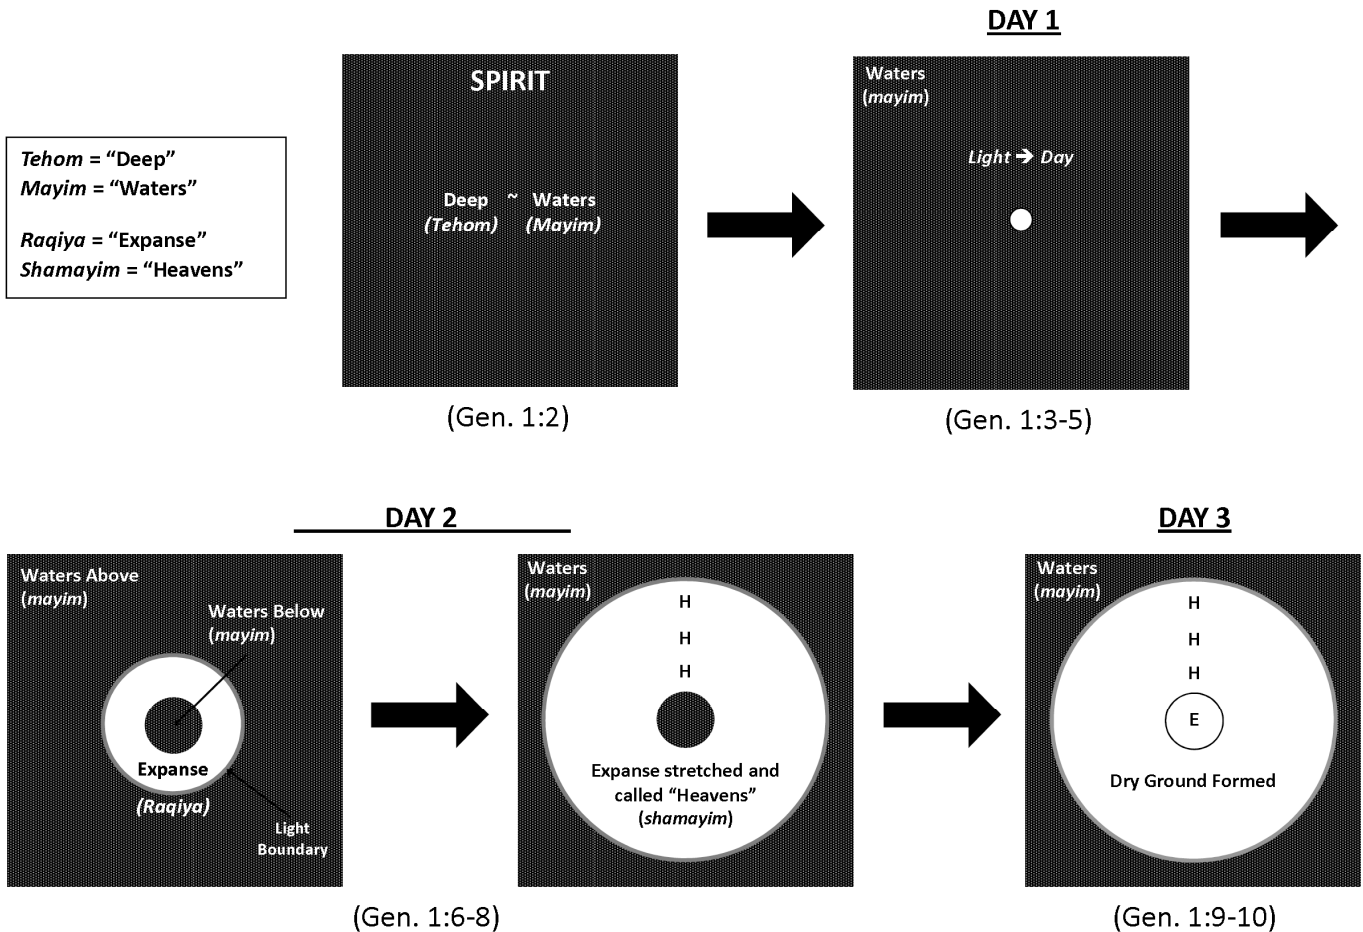 DAY 1
Tehom = “Deep”
Mayim = “Waters”
Raqiya = “Expanse”
Shamayim = “Heavens”
SPIRIT
Deep ~ Waters
(Tehom) (Mayim)
(Gen. 1:2)
Waters
(mayim)
Light ➔ Day
(Gen. 1:3-5)
DAY 2
Waters Above
(mayim)
Waters Below
(mayim)
Expanse
(Raqiya)
Light
Boundary
Waters
(mayim)
H
H
H
Expanse stretched and
called “Heavens”
(shamayim)
(Gen. 1:6-8)
DAY 3
Waters
(mayim)
H
H
H
E
Dry Ground Formed
(Gen. 1:9-10)